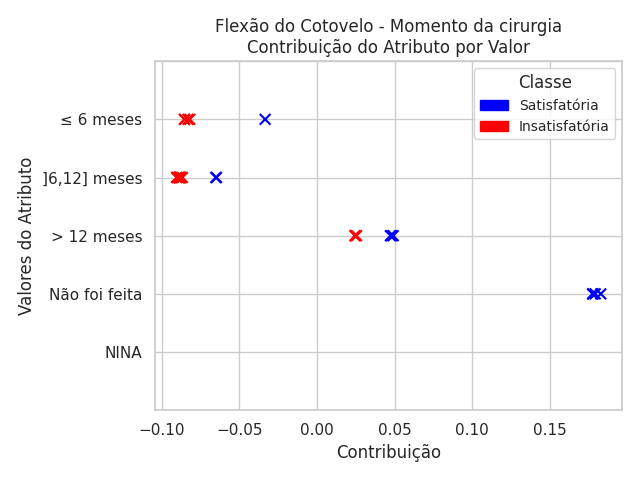 Flexão do Cotovelo - Momento da cirurgia
Contribuição do Atributo por Valor
Classe
Satisfatória
Insatisfatória
Valores do Atributo
≤ 6 meses
]6,12] meses
> 12 meses
Não foi feita
NINA
−0.10 −0.05 0.00 0.05 0.10 0.15
Contribuição